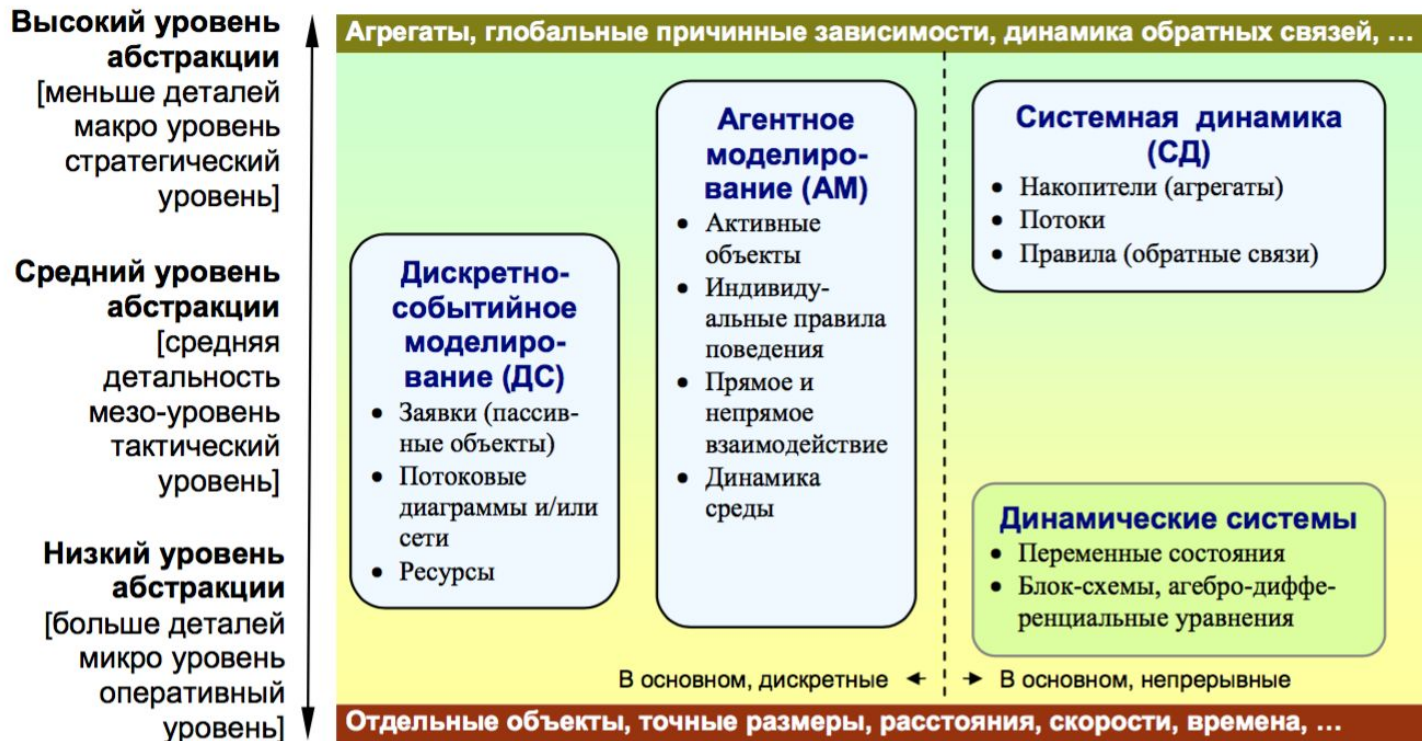 Высокий уровень
абстракции
[меньше деталей
макро уровень
стратегический
уровень]
Средний уровень
абстракции
[средняя
детальность
мезо-уровень
тактический
уровень]
Низкий уровень
абстракции
[больше деталей
микро уровень
оперативный
уровень]
Агрегаты, глобальные причинные зависимости, динамика обратных связей, ...
Дискретно-
событийное
моделиро-
вание (ДС)
• Заявки (пассив-
ные объекты)
• Потоковые
диаграммы и/или
сети
• Ресурсы
Агентное
моделиро-
вание (АМ)
• Активные
объекты
• Индивиду-
альные правила
поведения
• Прямое и
непрямое
взаимодействие
• Динамика
среды
Системная динамика
(СД)
• Накопители (агрегаты)
• Потоки
• Правила (обратные связи)
Динамические системы
• Переменные состояния
• Блок-схемы, агебро-диффе-
ренциальные уравнения
В основном, дискретные
В основном, непрерывные
Отдельные объекты, точные размеры, расстояния, скорости, времена, ...